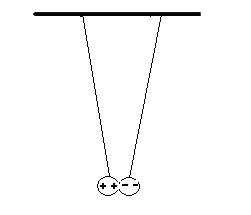 + + - -